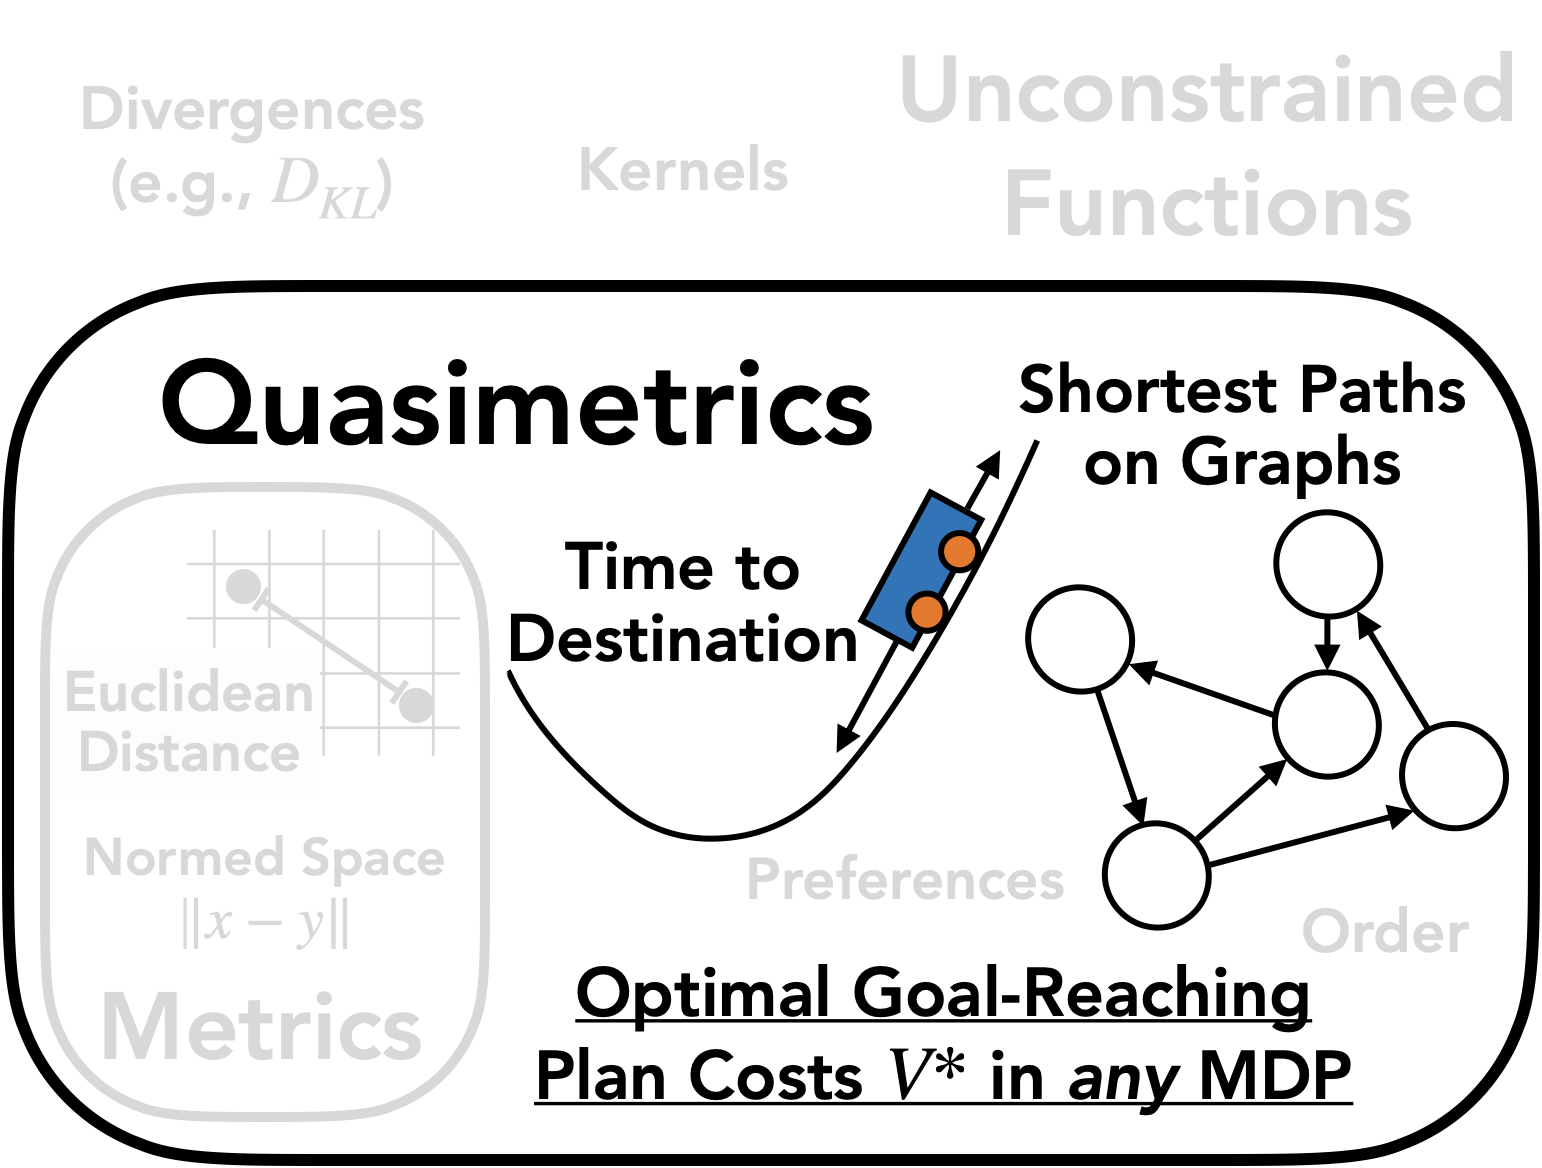 Divergences
(e.g., D_{KL})
Kernels
Unconstrained
Functions
Quasimetrics
Shortest Paths
on Graphs
Time to
Destination
Euclidean
Distance
Normed Space
||x − y||
Metrics
Preferences
Order
Optimal Goal-Reaching
Plan Costs V* in any MDP